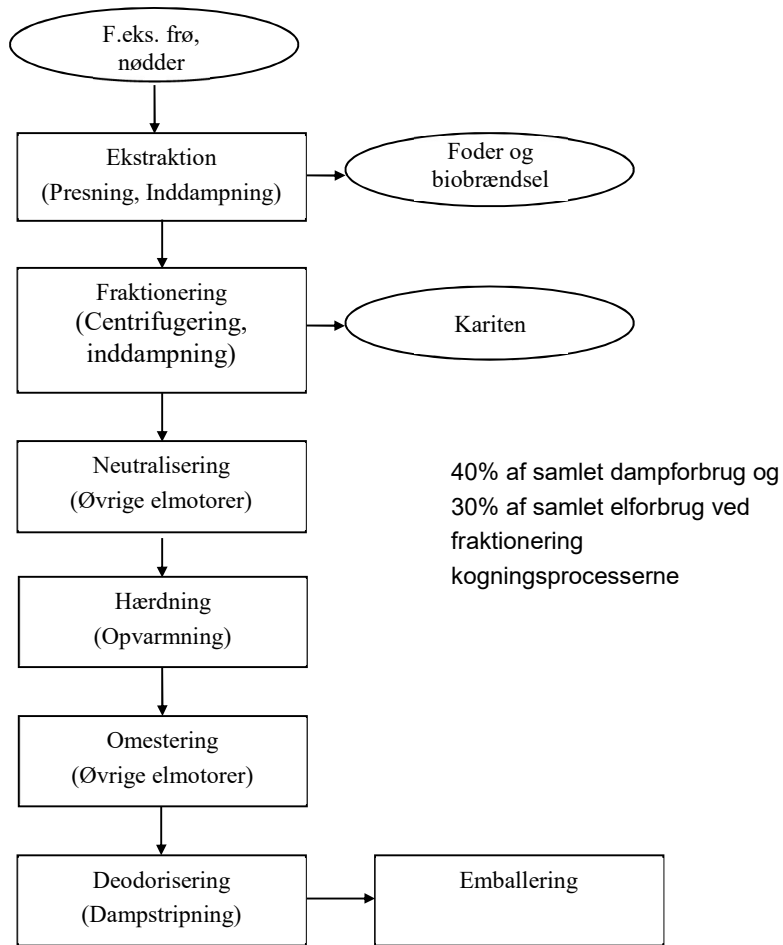 F.eks. frø,
nødder
Ekstraktion
(Presning, Inddampning)
Foder og
biobrændsel
Fraktionering
(Centrifugering,
inddampning)
Kariten
Neutralisering
(Øvrige elmotorer)
40% af samlet dampforbrug og
30% af samlet elforbrug ved
fraktionering
kogningsprocesserne
Hærdning
(Opvarmning)
Omestering
(Øvrige elmotorer)
Deodorisering
(Dampstripning)
Emballering